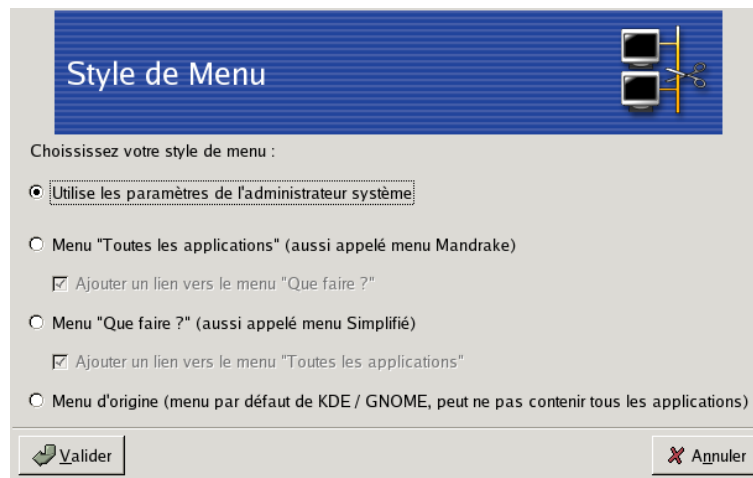 Style de Menu
Choississez votre style de menu :
Utilise les paramètres de l'administrateur système
Menu "Toutes les applications" (aussi appelé menu Mandrake)
Ajouter un lien vers le menu "Que faire ?"
Menu "Que faire ?" (aussi appelé menu Simplifié)
Ajouter un lien vers le menu "Toutes les applications"
Menu d'origine (menu par défaut de KDE / GNOME, peut ne pas contenir tous les applications)
Valider
Annuler